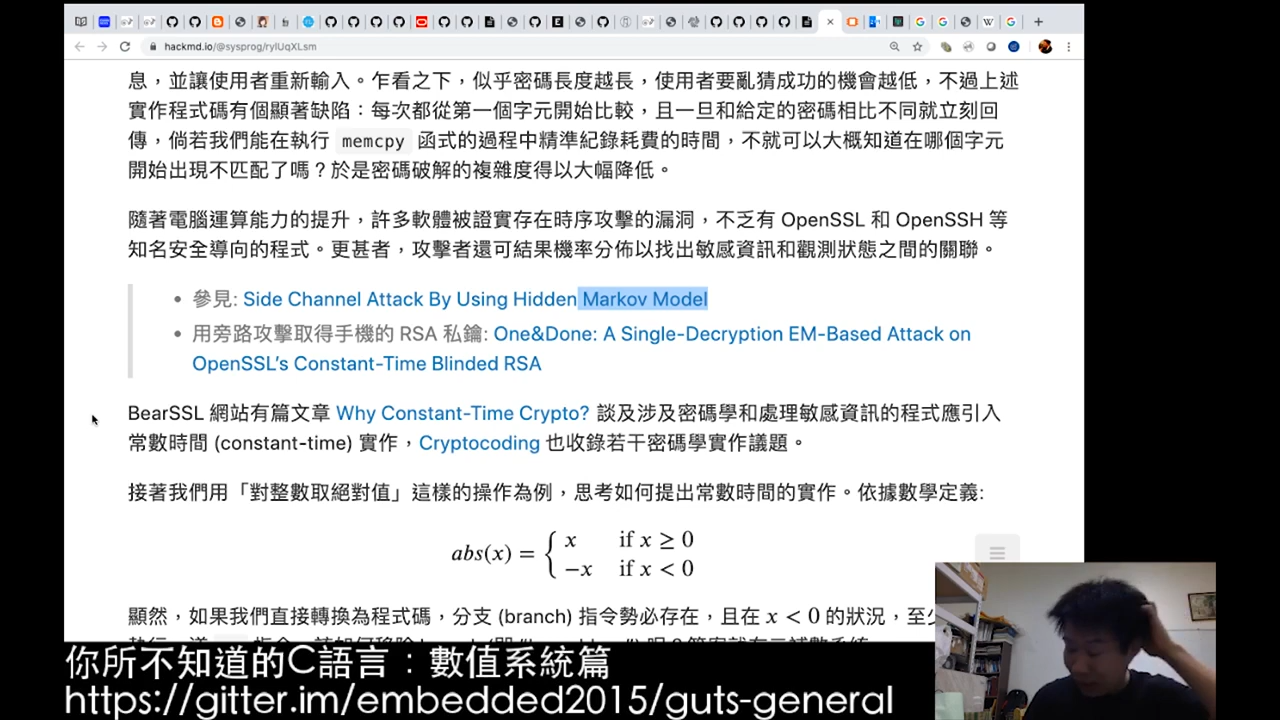 hackmd.io/@sysprog/rylUqXLsm
息，並讓使用者重新輸入。乍看之下，似乎密碼長度越長，使用者要亂猜成功的機會越低，不過上述
實作程式碼有個顯著缺陷：每次都從第一個字元開始比較，且一旦和給定的密碼相比不同就立刻回
傳，倘若我們能在執行 memcpy 函式的過程中精準紀錄耗費的時間，不就可以大概知道在哪個字元
開始出現不匹配了嗎？於是密碼破解的複雜度得以大幅降低。
隨著電腦運算能力的提升，許多軟體被證實存在時序攻擊的漏洞，不乏有 OpenSSL 和 OpenSSH 等
知名安全導向的程式。更甚者，攻擊者還可結果機率分佈以找出敏感資訊和觀測狀態之間的關聯。
• 參見: Side Channel Attack By Using Hidden Markov Model
• 用旁路攻擊取得手機的 RSA 私鑰: One&Done: A Single-Decryption EM-Based Attack on
OpenSSL's Constant-Time Blinded RSA
BearSSL 網站有篇文章 Why Constant-Time Crypto? 談及涉及密碼學和處理敏感資訊的程式應引入
常數時間 (constant-time) 實作，Cryptocoding 也收錄若干密碼學實作議題。
接著我們用「對整數取絕對值」這樣的操作為例，思考如何提出常數時間的實作。依據數學定義:
abs(x) = { x if x ≥ 0
−x if x < 0
顯然，如果我們直接轉換為程式碼，分支 (branch) 指令勢必存在，且在 x < 0 的狀況，至少
你所不知道的C語言：數值系統篇
https://gitter.im/embedded2015/guts-general